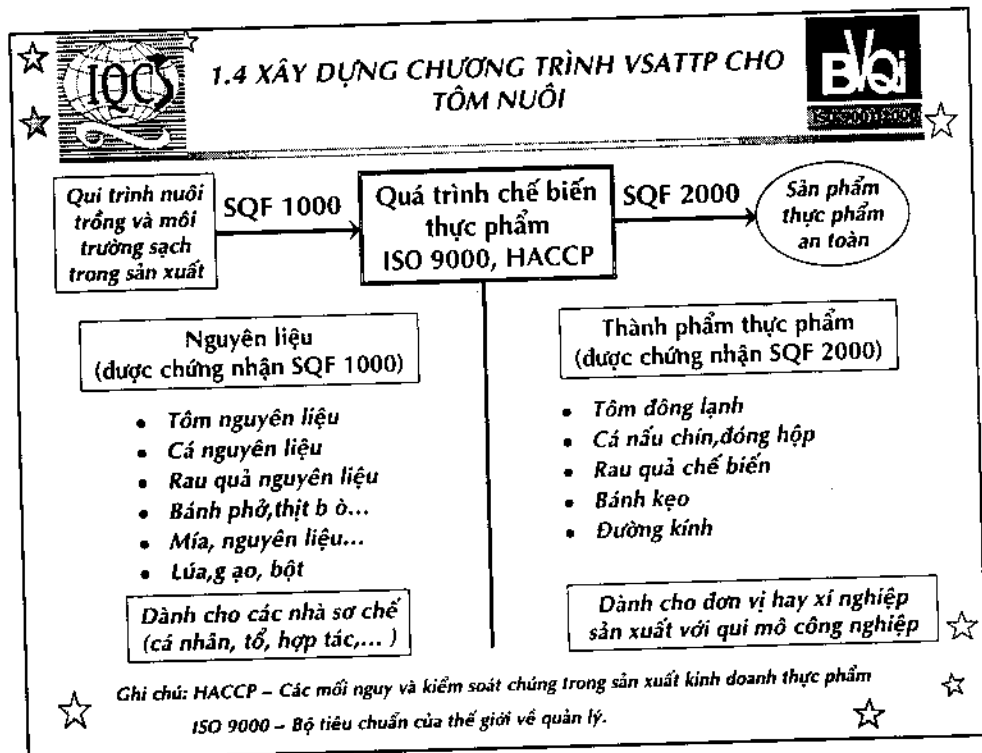 IQCS
1.4 XÂY DỰNG CHƯƠNG TRÌNH VSATTP CHO
TÔM NUÔI
BVQi
ISO 9001:2000
Qui trình nuôi
trồng và môi
trường sạch
trong sản xuất
SQF 1000
Quá trình chế biến
thực phẩm
ISO 9000, HACCP
SQF 2000
Sản phẩm
thực phẩm
an toàn
Nguyên liệu
(được chứng nhận SQF 1000)
• Tôm nguyên liệu
• Cá nguyên liệu
• Rau quả nguyên liệu
• Bánh phở,thịt b ò...
• Mía, nguyên liệu...
• Lúa,g ạo, bột
Dành cho các nhà sơ chế
(cá nhân, tổ, hợp tác,... )
Thành phẩm thực phẩm
(được chứng nhận SQF 2000)
• Tôm đông lạnh
• Cá nấu chín,đóng hộp
• Rau quả chế biến
• Bánh kẹo
• Đường kính
Dành cho đơn vị hay xí nghiệp
sản xuất với qui mô công nghiệp
Ghi chú: HACCP – Các mối nguy và kiểm soát chúng trong sản xuất kinh doanh thực phẩm
ISO 9000 – Bộ tiêu chuẩn của thế giới về quản lý.